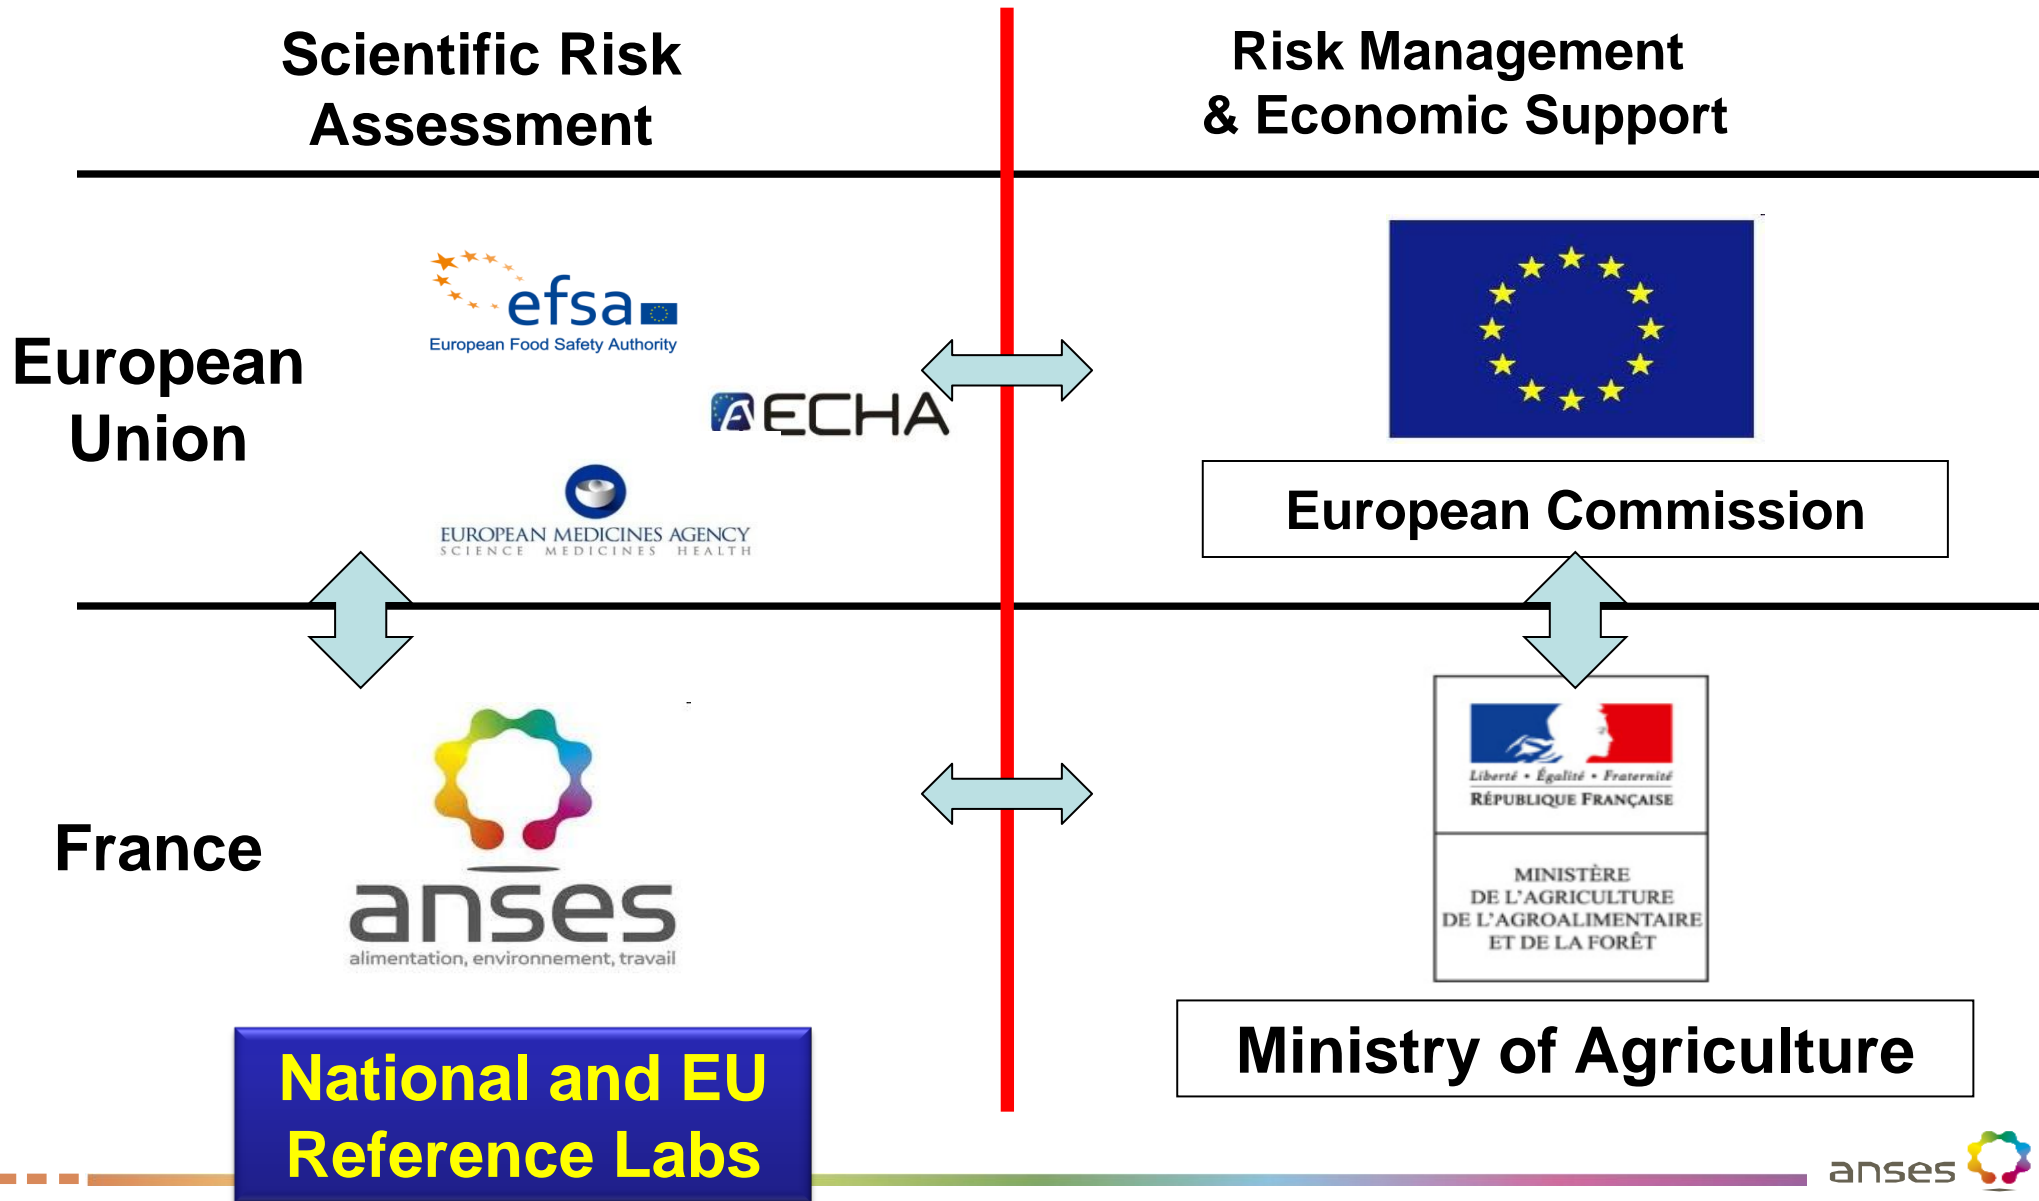 Scientific Risk
Assessment
Risk Management
& Economic Support
European
Union
efsa
European Food Safety Authority
ECHA
EUROPEAN MEDICINES AGENCY
SCIENCE MEDICINES HEALTH
European Commission
France
anses
alimentation, environnement, travail
Liberté • Égalité • Fraternité
RÉPUBLIQUE FRANÇAISE
MINISTÈRE
DE L'AGRICULTURE
DE L'AGROALIMENTAIRE
ET DE LA FORÊT
Ministry of Agriculture
National and EU
Reference Labs
anses